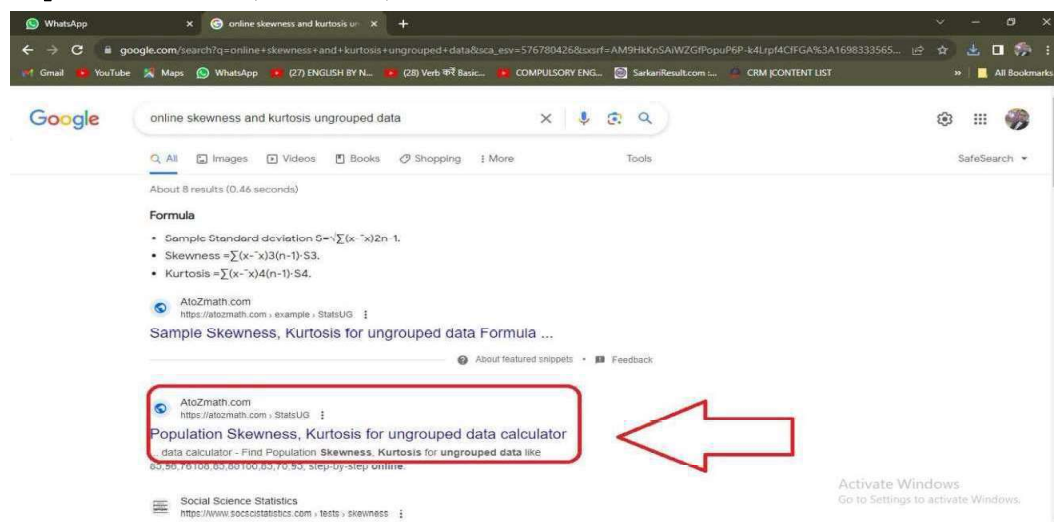 WhatsApp
online skewness and kurtosis un
google.com/search?q=online+skewness+and+kurtosis+ungrouped+data&sca_esv=576780426&sxsrf=AM9HkKnSAiWZGfPopuP6P-k4Lrpf4CfFGA%3A1698333565...
Gmail YouTube Maps WhatsApp (27) ENGLISH BY N... (28) Verb को Basic... COMPULSORY ENG... SarkariResult.com :... CRM |CONTENT LIST » All Bookmarks
Google online skewness and kurtosis ungrouped data
All Images Videos Books Shopping More Tools SafeSearch
About 8 results (0.46 seconds)
Formula
• Sample Standard deviation S=√∑(x-ˉx)2n-1.
• Skewness =∑(x-ˉx)3(n-1)·S3.
• Kurtosis =∑(x-ˉx)4(n-1)·S4.
AtoZmath.com
https://atozmath.com › example › StatsUG
Sample Skewness, Kurtosis for ungrouped data Formula ...
About featured snippets • Feedback
AtoZmath.com
https://atozmath.com › StatsUG
Population Skewness, Kurtosis for ungrouped data calculator
... data calculator - Find Population Skewness, Kurtosis for ungrouped data like
step-by-step online.
Activate Windows
Go to Settings to activate Windows.
Social Science Statistics
https://www.socscistatistics.com › tests › skewness